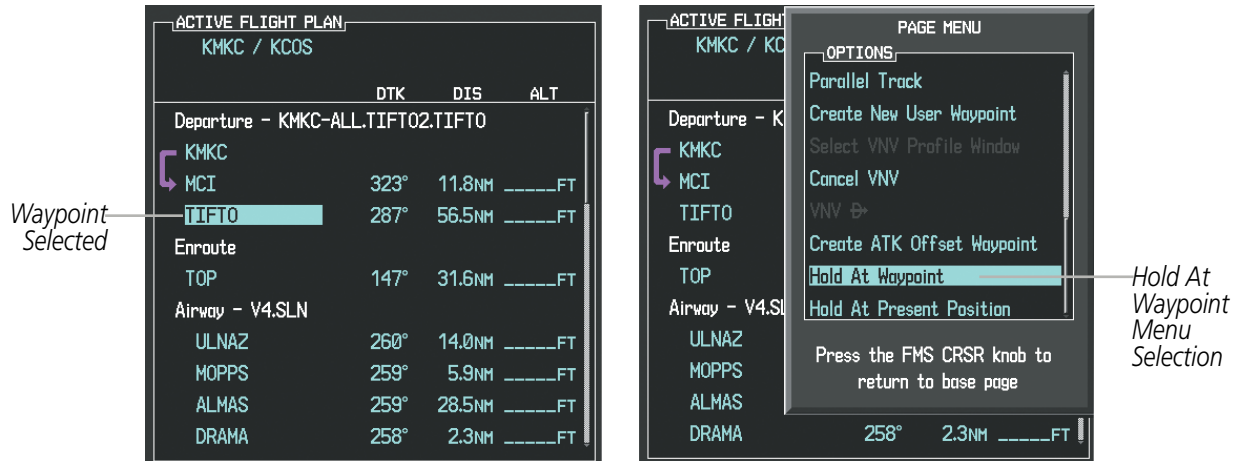 ACTIVE FLIGHT PLAN
KMKC / KCOS
DTK DIS ALT
Departure - KMKC-ALL.TIFTO2.TIFTO
KMKC
MCI 323° 11.8NM _____FT
TIFTO 287° 56.5NM _____FT
Enroute
TOP 147° 31.6NM _____FT
Airway - V4.SLN
ULNAZ 260° 14.0NM _____FT
MOPPS 259° 5.9NM _____FT
ALMAS 259° 28.5NM _____FT
DRAMA 258° 2.3NM _____FT
Waypoint
Selected
ACTIVE FLIGH
KMKC / KC
Departure - K
KMKC
MCI
TIFTO
Enroute
TOP
Airway - V4.SL
ULNAZ
MOPPS
ALMAS
DRAMA 258° 2.3NM _____FT
PAGE MENU
OPTIONS
Parallel Track
Create New User Waypoint
Select VNV Profile Window
Cancel VNV
VNV D→
Create ATK Offset Waypoint
Hold At Waypoint
Hold At Present Position
Press the FMS CRSR knob to
return to base page
Hold At
Waypoint
Menu
Selection